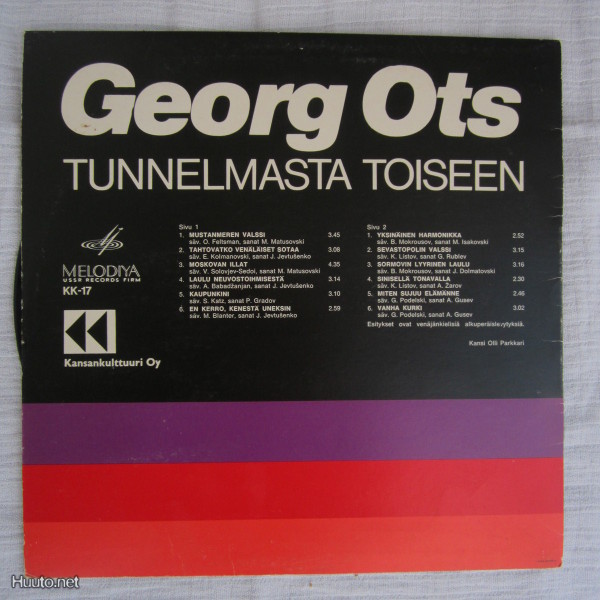 Georg Ots
TUNNELMASTA TOISEEN
MELODIYA
USSR RECORDS FIRM
KK-17
Kansankulttuuri Oy
Sivu 1
1. MUSTANMEREN VALSSI 3.45
säv. O. Feltsman, sanat M. Matusovski
2. TAHTOVATKO VENÄLÄISET SOTAA 3.08
säv. E. Kolmanovski, sanat J. Jevtušenko
3. MOSKOVAN ILLAT 4.35
säv. V. Solovjev-Sedoi, sanat M. Matusovski
4. LAULU NEUVOSTOIHMISESTÄ 3.14
säv. A. Babadžanjan, sanat J. Jevtušenko
5. KAUPUNKINI 3.10
säv. S. Katz, sanat P. Gradov
6. EN KERRO, KENESTÄ UNEKSIN 2.59
säv. M. Blanter, sanat J. Jevtušenko
Sivu 2
1. YKSINÄINEN HARMONIKKA 2.52
säv. B. Mokrousov, sanat M. Isakovski
2. SEVASTOPOLIN VALSSI 3.15
säv. K. Listov, sanat G. Rublev
3. SORMOVIN LYYRINEN LAULU 3.16
säv. B. Mokrousov, sanat J. Dolmatovski
4. SINISELLÄ TONAVALLA 2.30
säv. K. Listov, sanat A. Žarov
5. MITEN SUJUU ELÄMÄNNE 2.46
säv. G. Podelski, sanat A. Gusev
6. VANHA KURKI 3.02
säv. G. Podelski, sanat A. Gusev
Esitykset ovat venäjänkielisiä alkuperäislevytyksiä.
Kansi Olli Parkkari
Huuto.net